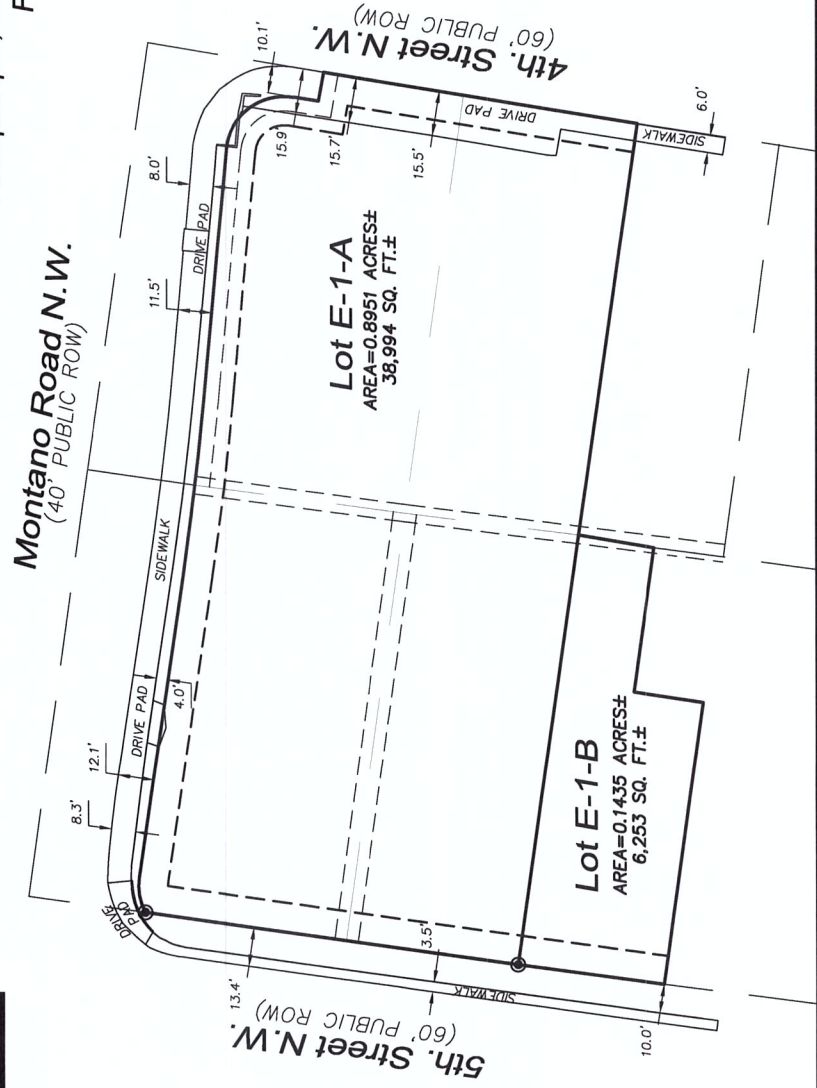 Montano Road N.W.
(40' PUBLIC ROW)
4th. Street N.W.
(60' PUBLIC ROW)
5th. Street N.W.
(60' PUBLIC ROW)
10.1'
8.0'
15.9'
15.7'
15.5'
DRIVE PAD
6.0'
SIDEWALK
DRIVE PAD
11.5'
Lot E-1-A
AREA=0.8951 ACRES±
38,994 SQ. FT.±
SIDEWALK
DRIVE PAD
4.0'
12.1'
8.3'
DRIVE
PAD
Lot E-1-B
AREA=0.1435 ACRES±
6,253 SQ. FT.±
3.5'
13.4'
SIDEWALK
10.0'